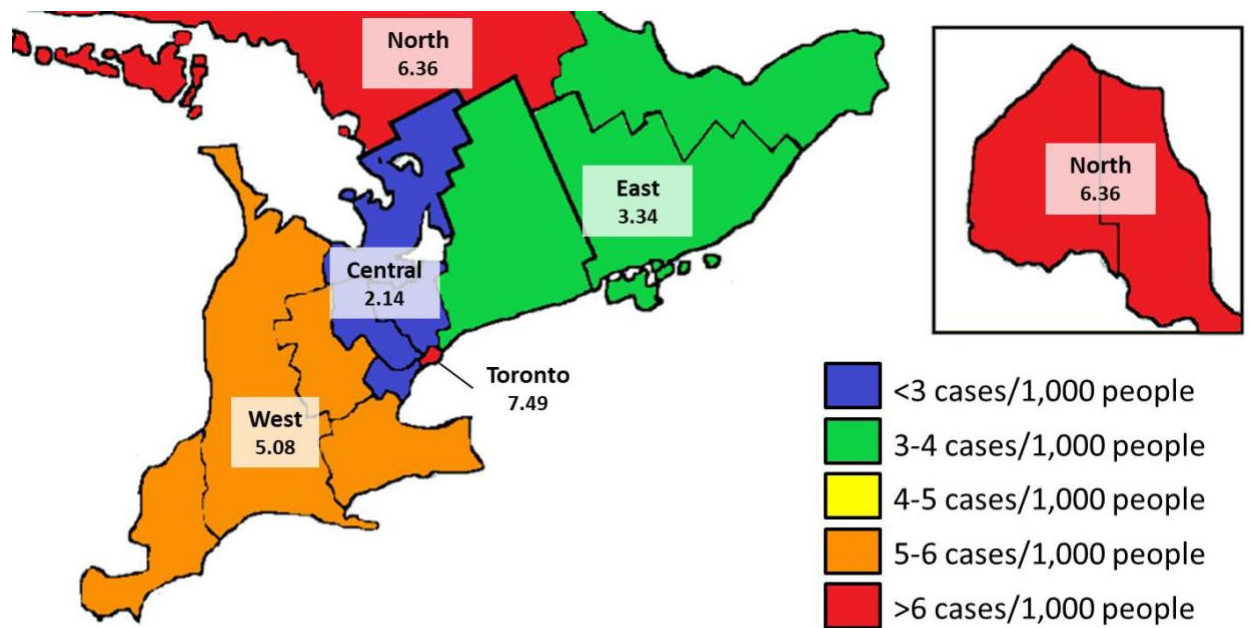 North
6.36
North
6.36
East
3.34
Central
2.14
Toronto
7.49
West
5.08
<3 cases/1,000 people
3-4 cases/1,000 people
4-5 cases/1,000 people
5-6 cases/1,000 people
>6 cases/1,000 people